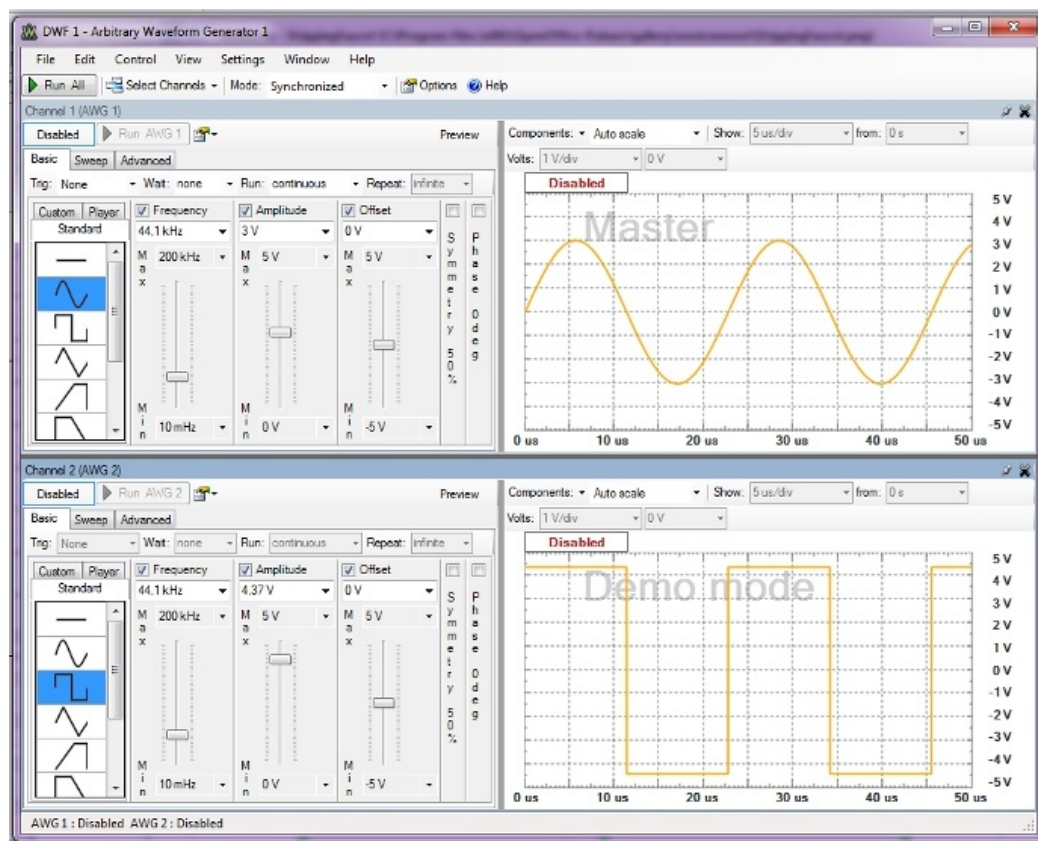 DWF 1 - Arbitrary Waveform Generator 1
File Edit Control View Settings Window Help
Run All Select Channels Mode: Synchronized Options Help
Channel 1 (AWG 1)
Disabled Run AWG 1 Preview
Basic Sweep Advanced
Trig: None Wait: none Run: continuous Repeat: infinite
Custom Player
Standard
Frequency Amplitude Offset
44.1 kHz 3 V 0 V
Max 200 kHz Max 5 V Max 5 V
Min 10 mHz Min 0 V Min -5 V
Symmetry 50%
Phase 0 deg
Components: Auto scale Show: 5 us/div from: 0 s
Volts: 1 V/div 0 V
Disabled
Master
5 V
4 V
3 V
2 V
1 V
0 V
-1 V
-2 V
-3 V
-4 V
-5 V
0 us 10 us 20 us 30 us 40 us 50 us
Channel 2 (AWG 2)
Disabled Run AWG 2 Preview
Basic Sweep Advanced
Trig: None Wait: none Run: continuous Repeat: infinite
Custom Player
Standard
Frequency Amplitude Offset
44.1 kHz 4.37 V 0 V
Max 200 kHz Max 5 V Max 5 V
Min 10 mHz Min 0 V Min -5 V
Symmetry 50%
Phase 0 deg
Components: Auto scale Show: 5 us/div from: 0 s
Volts: 1 V/div 0 V
Disabled
Demo mode
5 V
4 V
3 V
2 V
1 V
0 V
-1 V
-2 V
-3 V
-4 V
-5 V
0 us 10 us 20 us 30 us 40 us 50 us
AWG 1 : Disabled AWG 2 : Disabled